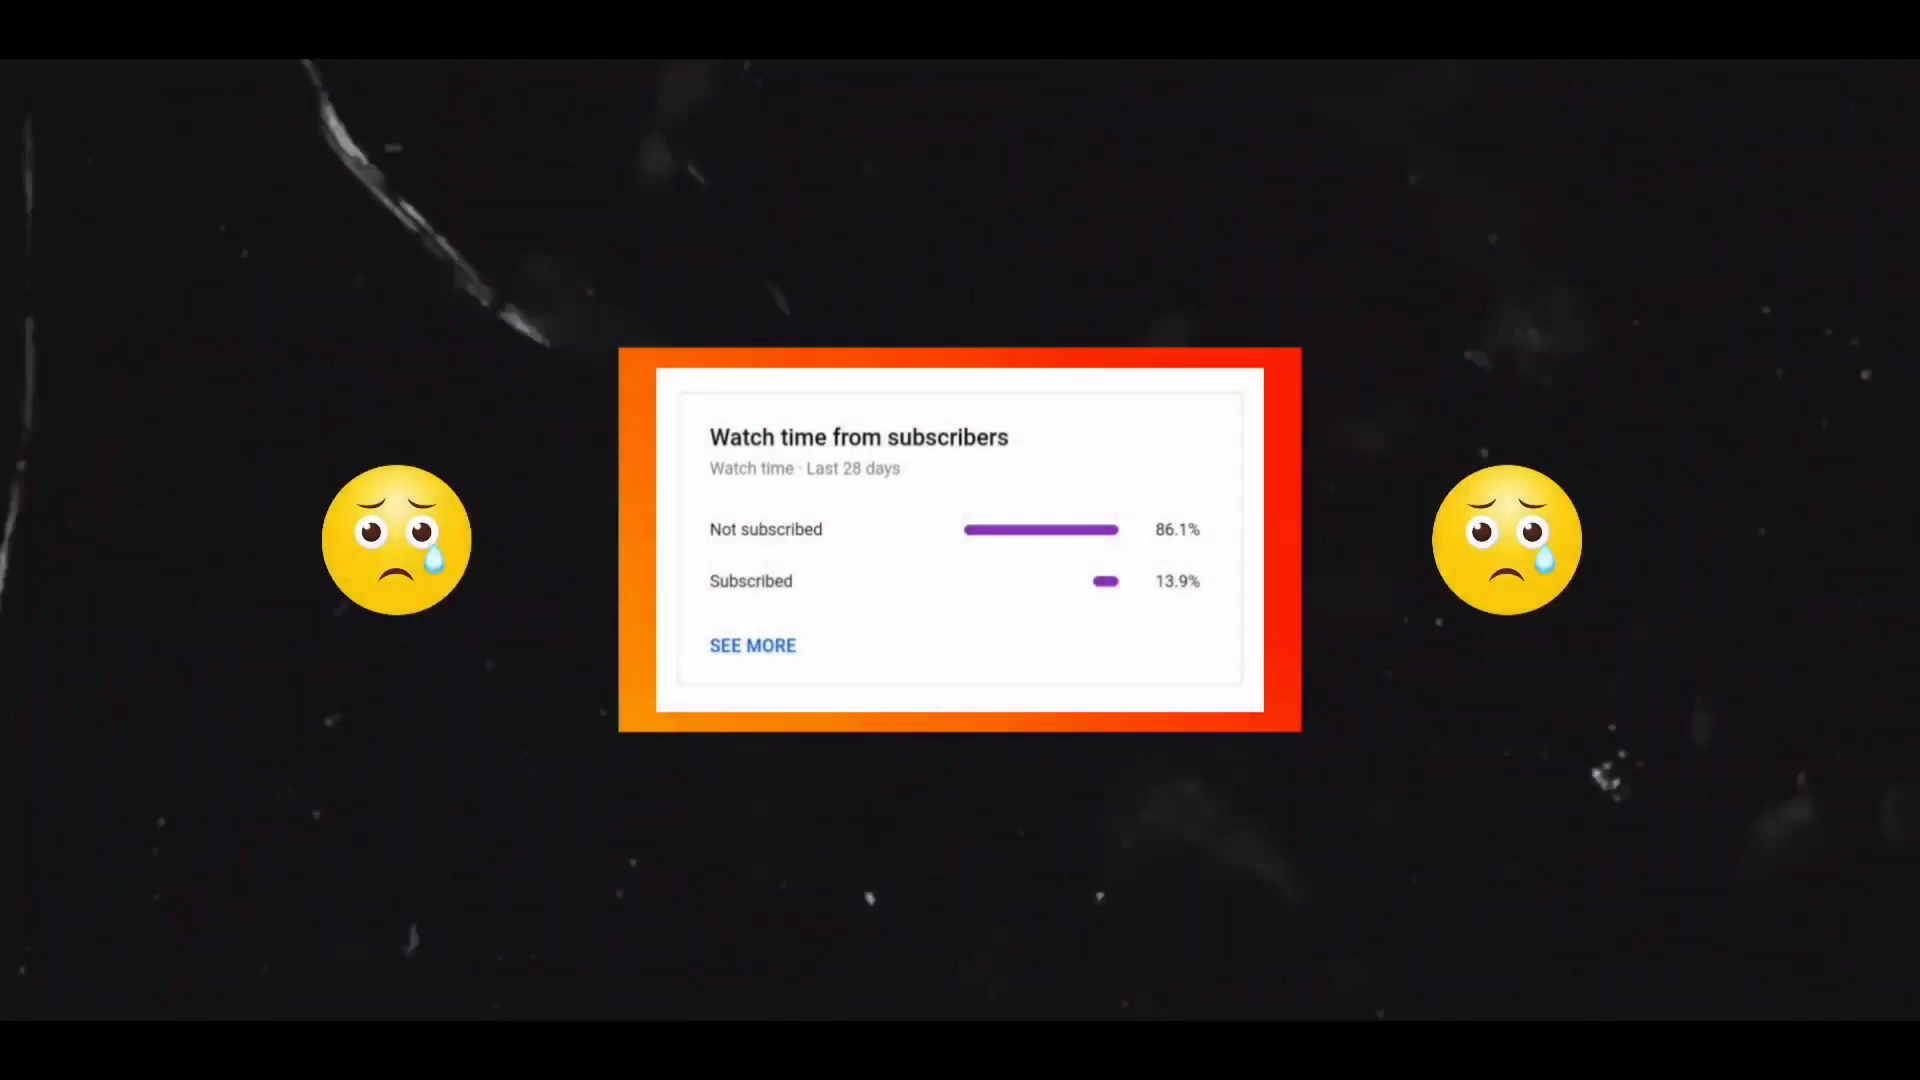 Watch time from subscribers
Watch time · Last 28 days
Not subscribed 86.1%
Subscribed 13.9%
SEE MORE